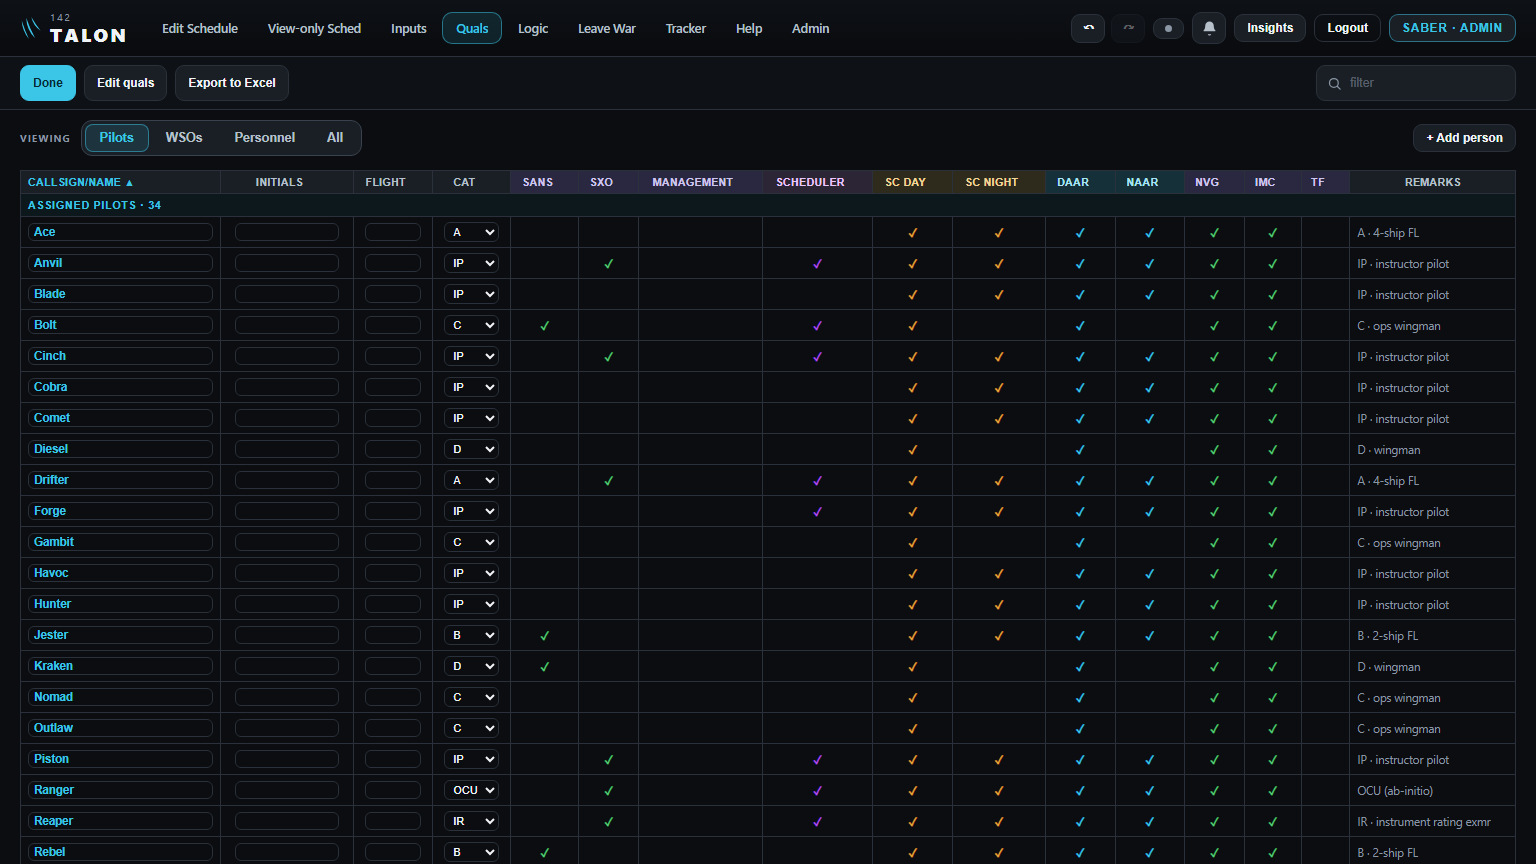 142
TALON
Edit Schedule View-only Sched Inputs Quals Logic Leave War Tracker Help Admin
Insights Logout SABER · ADMIN
Done Edit quals Export to Excel filter
VIEWING Pilots WSOs Personnel All + Add person
CALLSIGN/NAME ▲ INITIALS FLIGHT CAT SANS SXO MANAGEMENT SCHEDULER SC DAY SC NIGHT DAAR NAAR NVG IMC TF REMARKS
ASSIGNED PILOTS · 34
Ace A ✓ ✓ ✓ ✓ ✓ ✓ A · 4-ship FL
Anvil IP ✓ ✓ ✓ ✓ ✓ ✓ ✓ ✓ IP · instructor pilot
Blade IP ✓ ✓ ✓ ✓ ✓ ✓ IP · instructor pilot
Bolt C ✓ ✓ ✓ ✓ ✓ ✓ C · ops wingman
Cinch IP ✓ ✓ ✓ ✓ ✓ ✓ ✓ ✓ IP · instructor pilot
Cobra IP ✓ ✓ ✓ ✓ ✓ ✓ IP · instructor pilot
Comet IP ✓ ✓ ✓ ✓ ✓ ✓ IP · instructor pilot
Diesel D ✓ ✓ ✓ ✓ D · wingman
Drifter A ✓ ✓ ✓ ✓ ✓ ✓ ✓ ✓ A · 4-ship FL
Forge IP ✓ ✓ ✓ ✓ ✓ ✓ ✓ IP · instructor pilot
Gambit C ✓ ✓ ✓ ✓ C · ops wingman
Havoc IP ✓ ✓ ✓ ✓ ✓ ✓ IP · instructor pilot
Hunter IP ✓ ✓ ✓ ✓ ✓ ✓ IP · instructor pilot
Jester B ✓ ✓ ✓ ✓ ✓ ✓ ✓ B · 2-ship FL
Kraken D ✓ ✓ ✓ ✓ ✓ D · wingman
Nomad C ✓ ✓ ✓ ✓ C · ops wingman
Outlaw C ✓ ✓ ✓ ✓ C · ops wingman
Piston IP ✓ ✓ ✓ ✓ ✓ ✓ ✓ ✓ IP · instructor pilot
Ranger OCU ✓ ✓ ✓ ✓ ✓ ✓ ✓ ✓ OCU (ab-initio)
Reaper IR ✓ ✓ ✓ ✓ ✓ ✓ ✓ ✓ IR · instrument rating exmr
Rebel B ✓ ✓ ✓ ✓ ✓ ✓ ✓ B · 2-ship FL